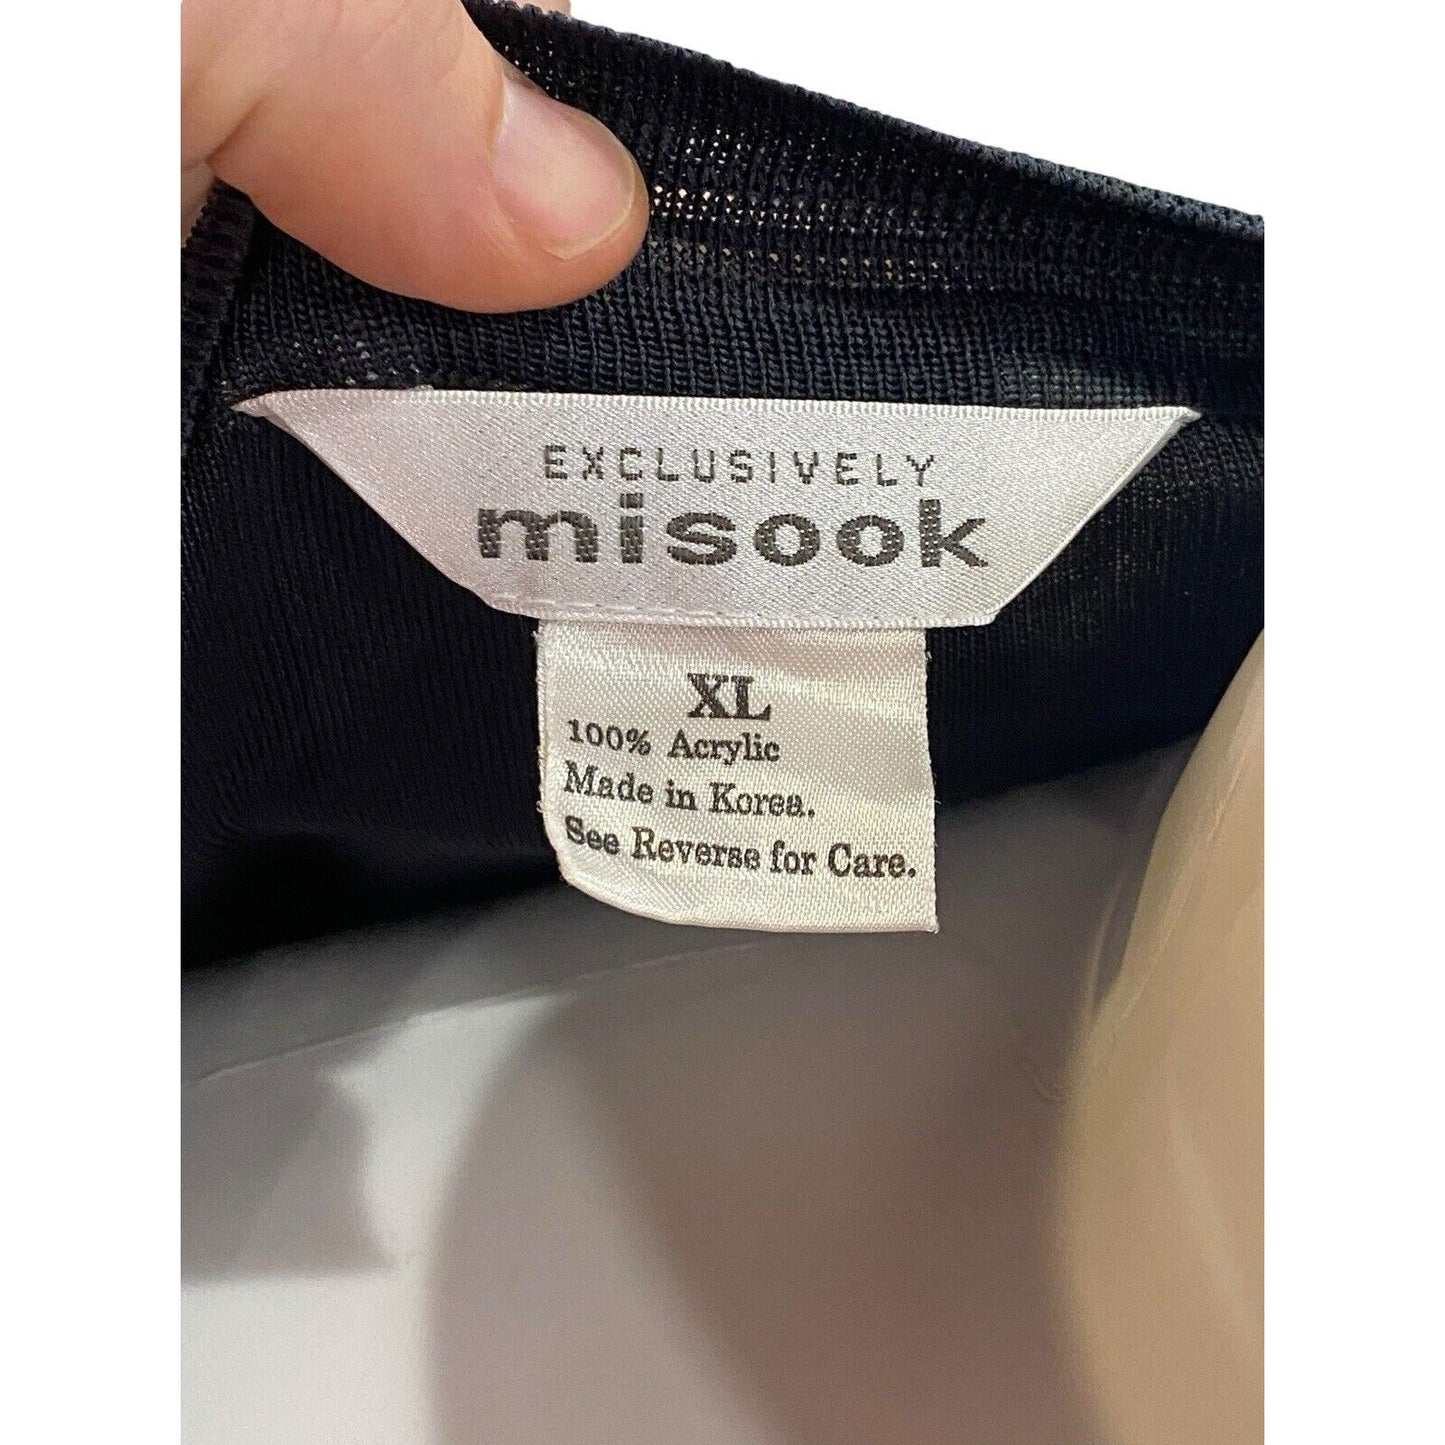 EXCLUSIVELY
misook
XL
100% Acrylic
Made in Korea.
See Reverse for Care.